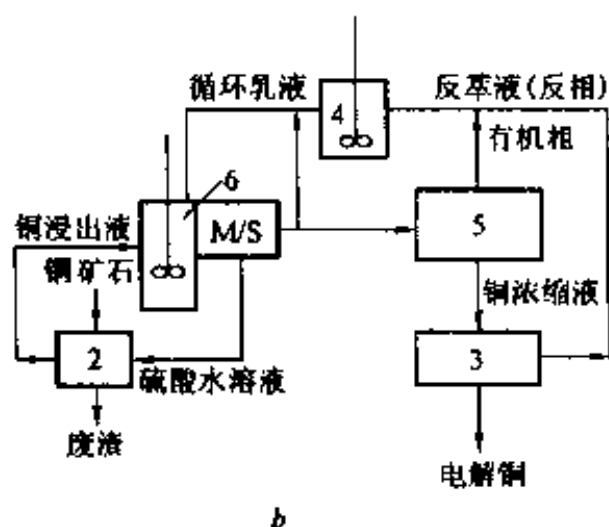 循环乳液
4
反萃液(反相)
有机相
6
M/S
5
铜浸出液
铜矿石
铜浓缩液
2
3
硫酸水溶液
废渣
电解铜
b